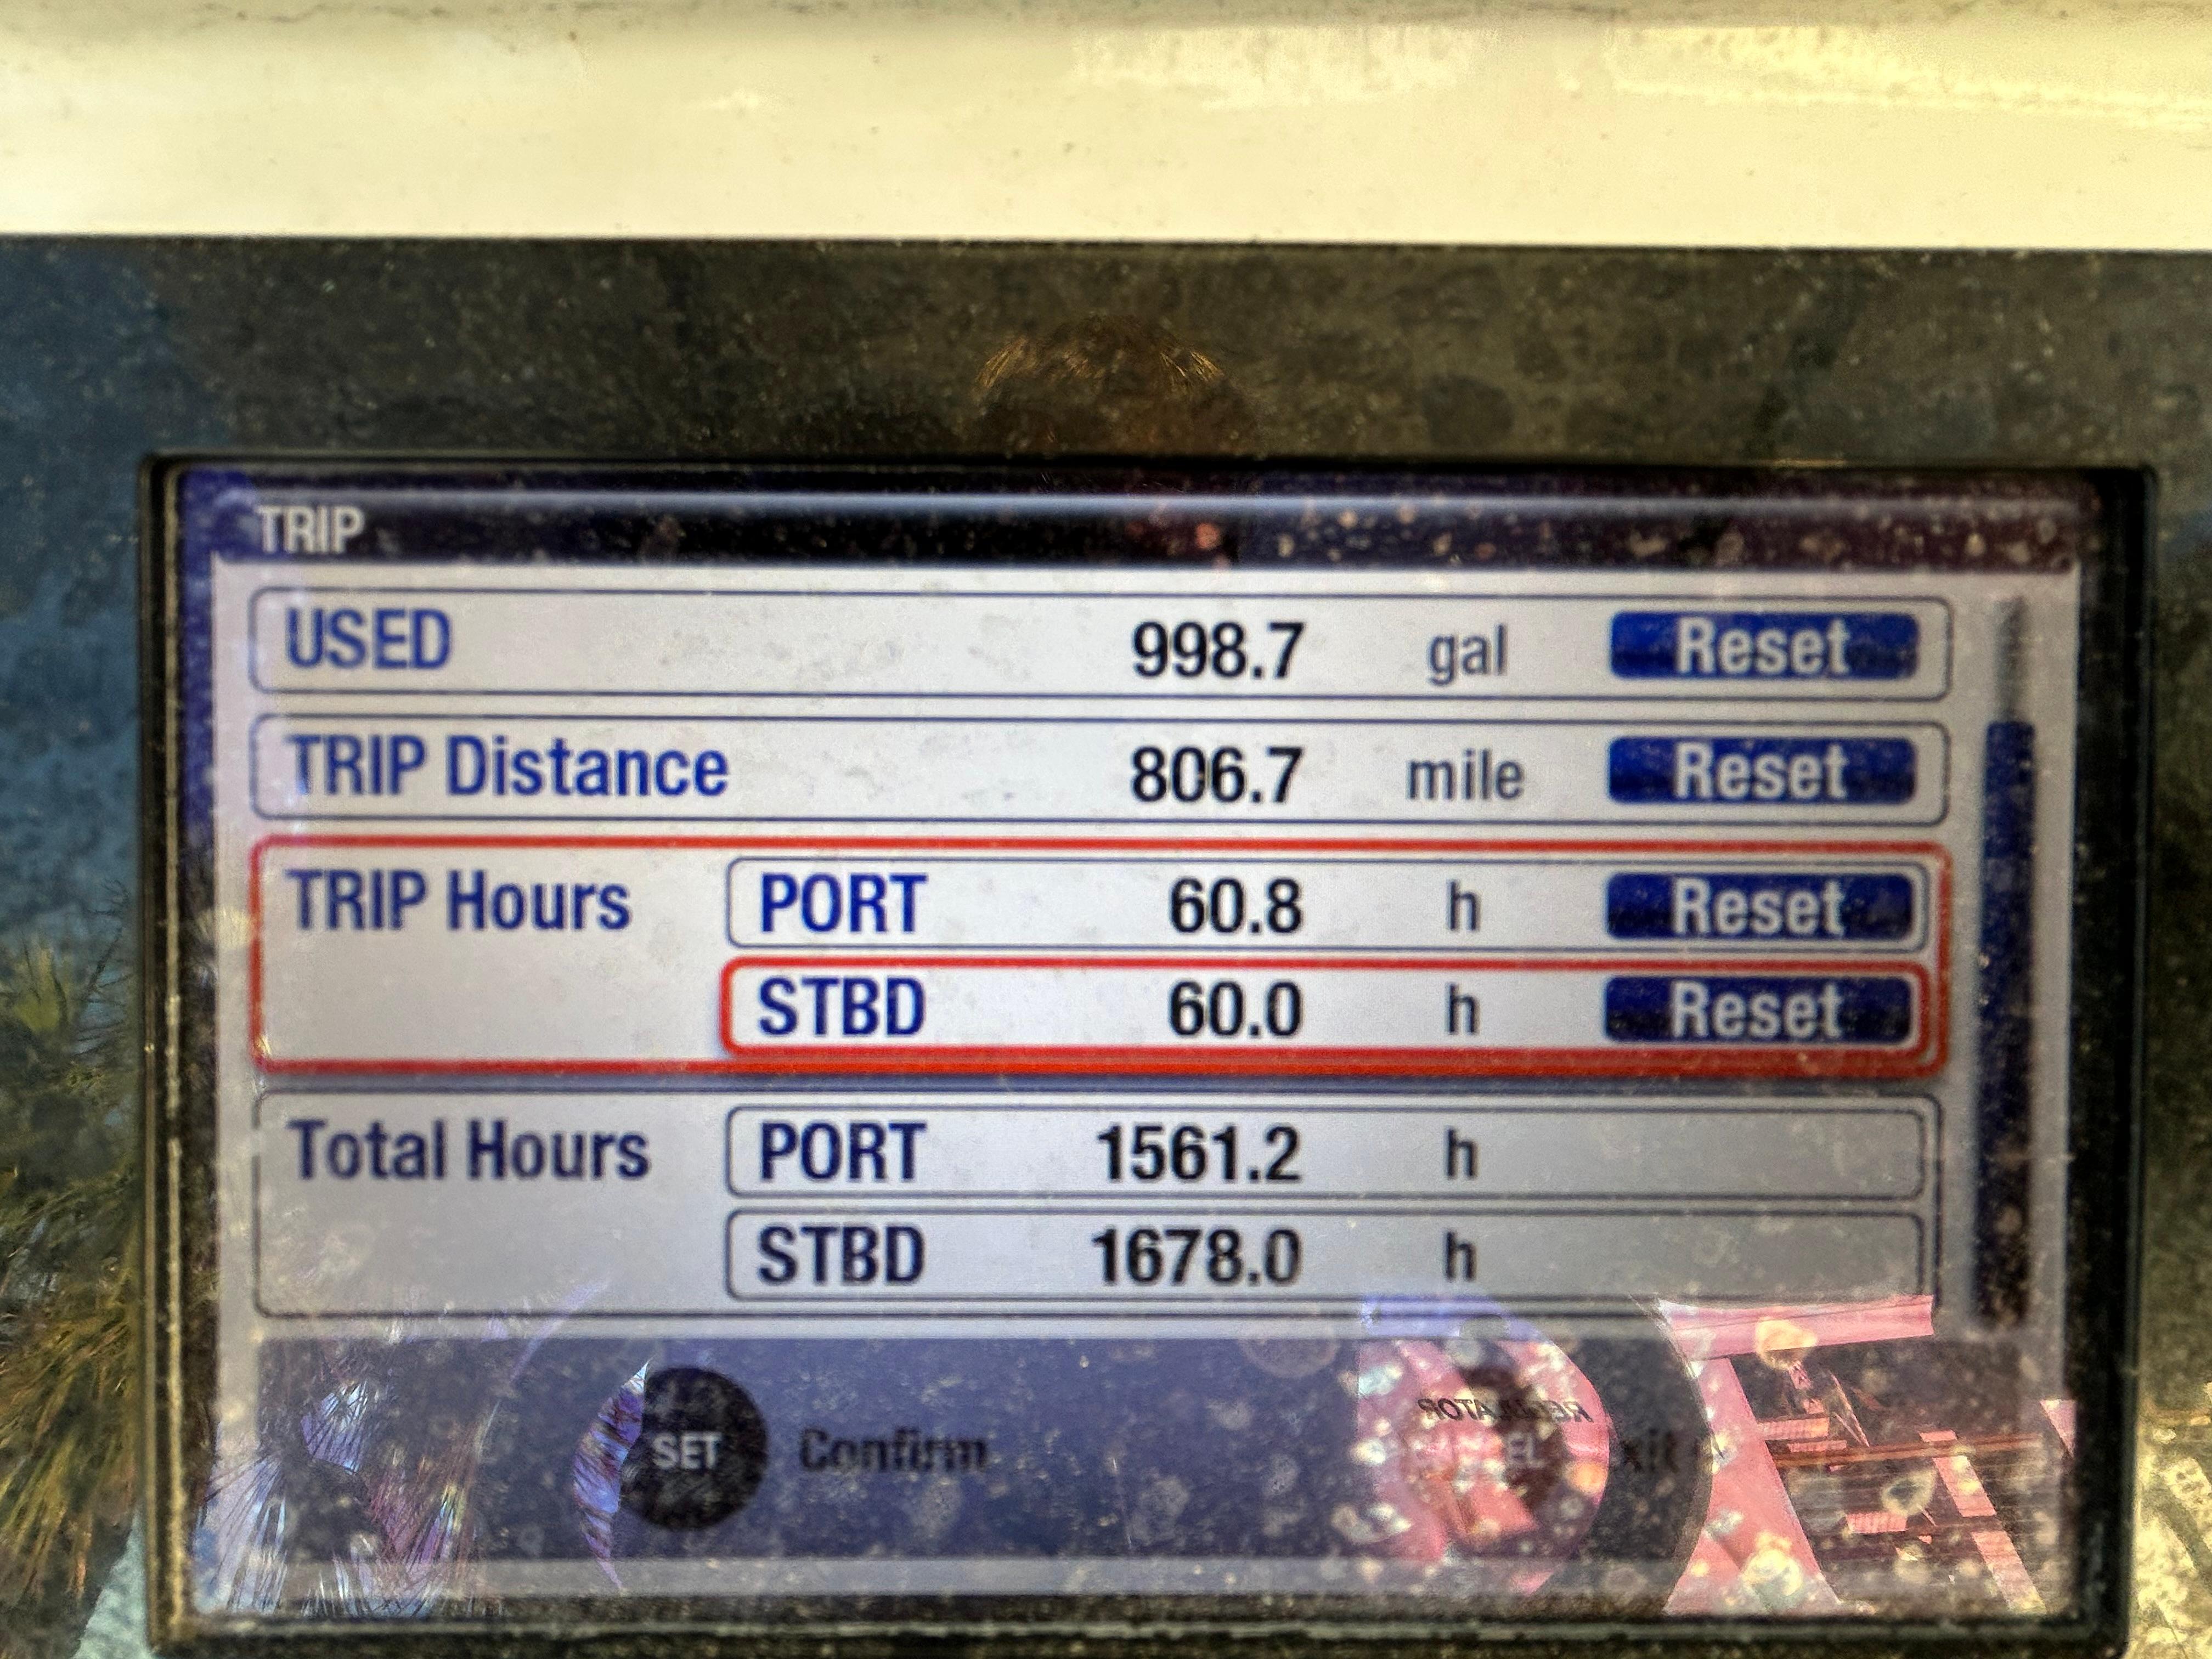 TRIP
USED 998.7 gal Reset
TRIP Distance 806.7 mile Reset
TRIP Hours PORT 60.8 h Reset
STBD 60.0 h Reset
Total Hours PORT 1561.2 h
STBD 1678.0 h
SET Confirm